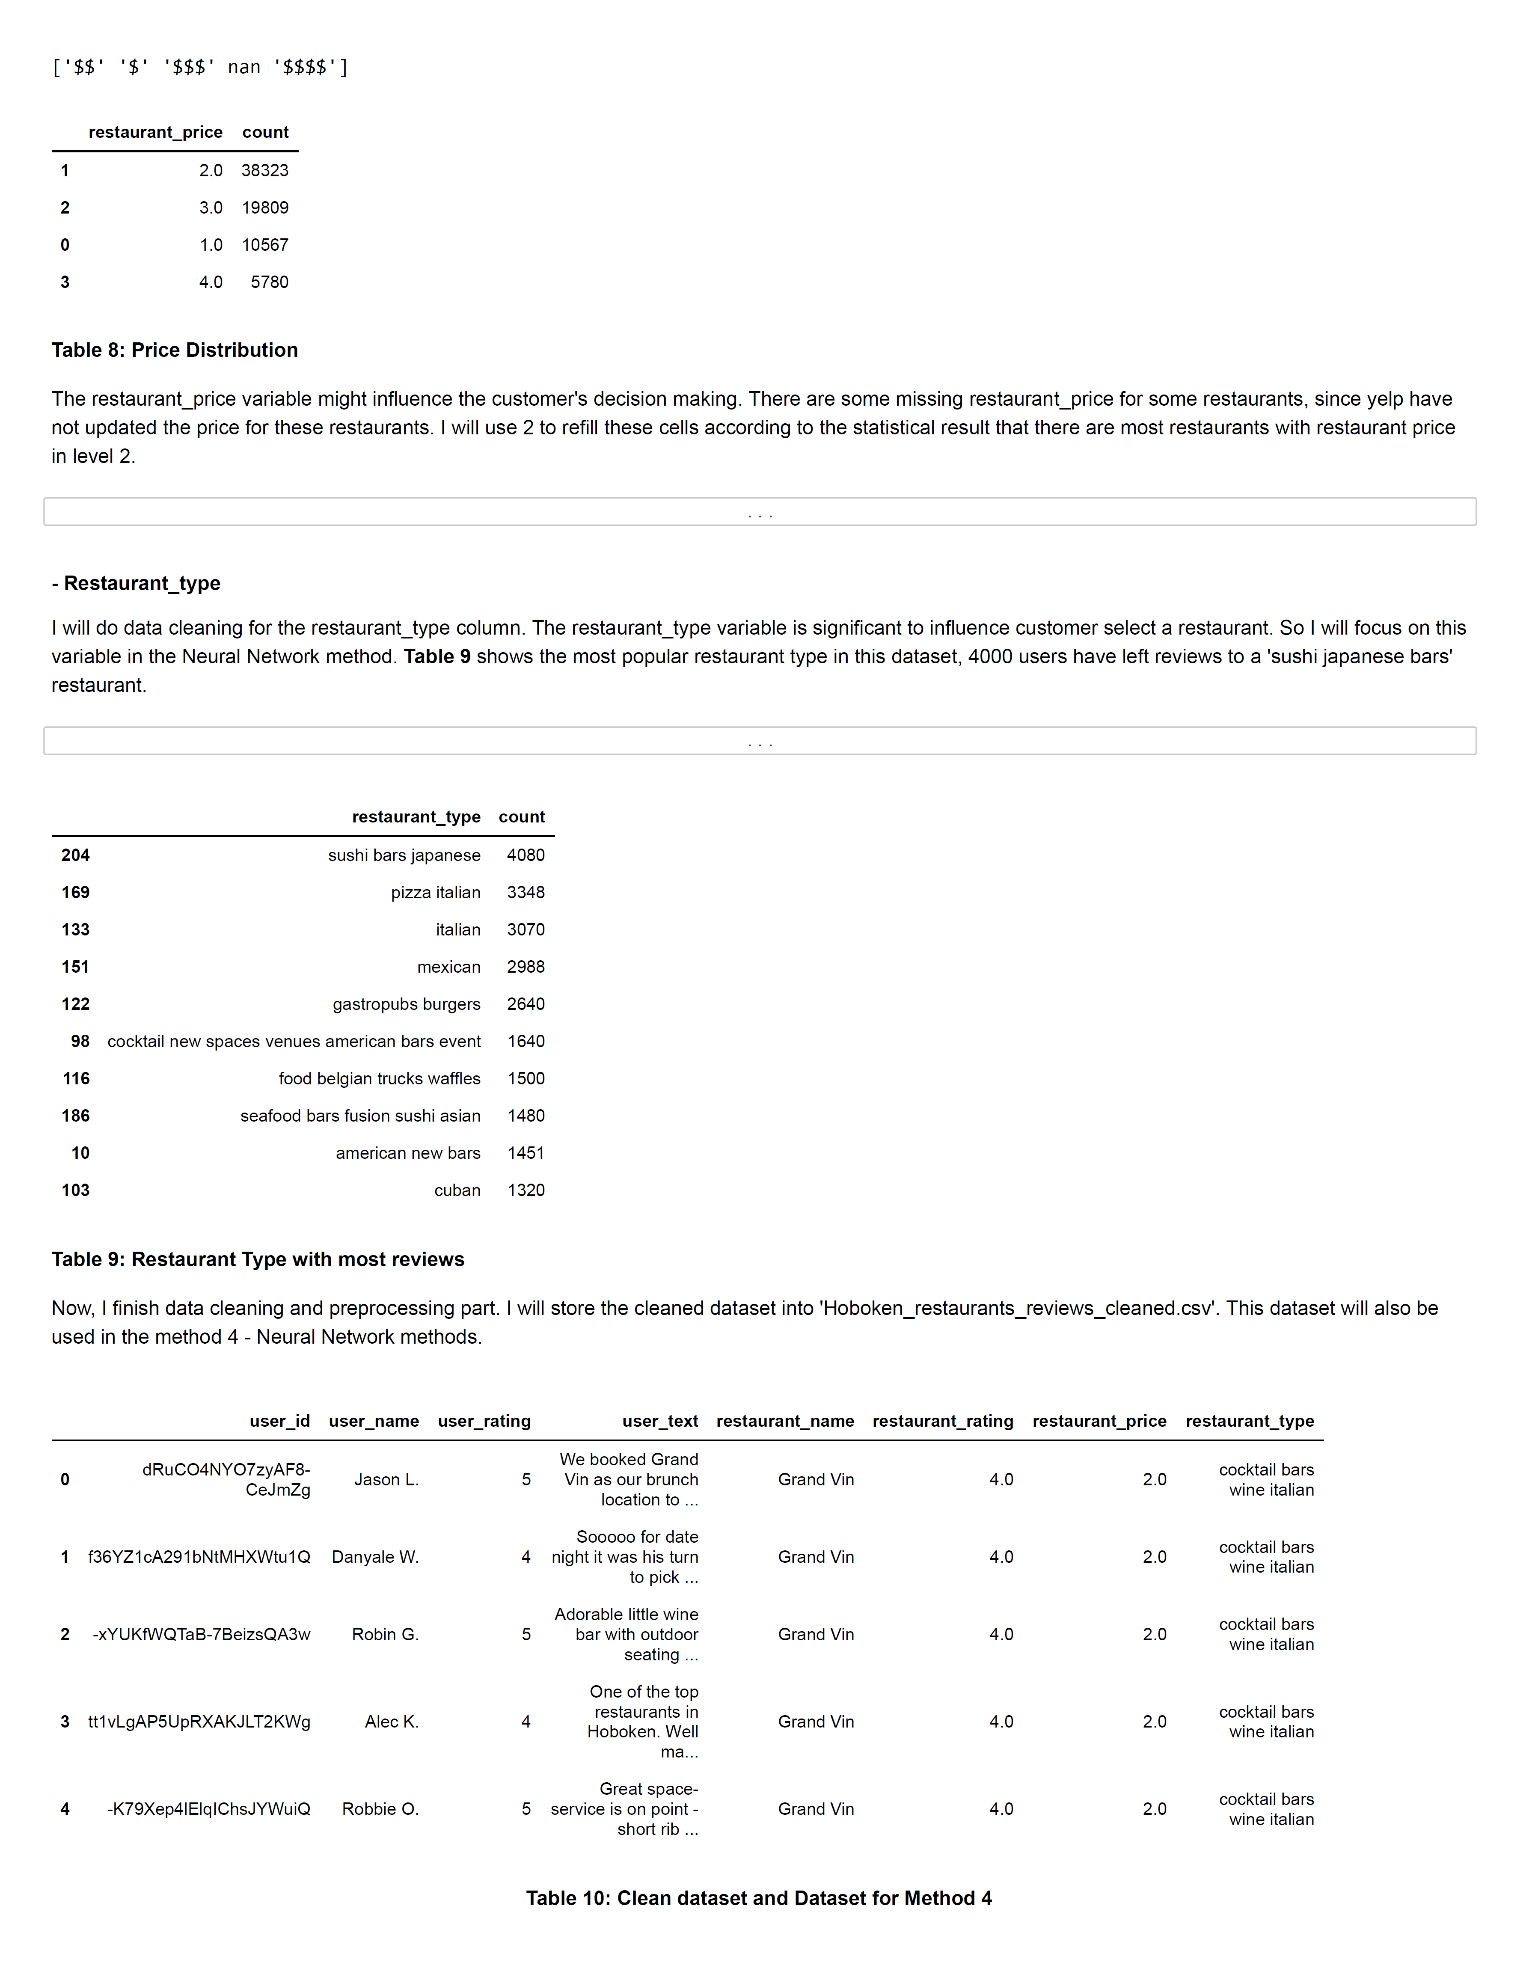 ['$$' '$' '$$$' nan '$$$$']
restaurant_price count
1 2.0 38323
2 3.0 19809
0 1.0 10567
3 4.0 5780
Table 8: Price Distribution
The restaurant_price variable might influence the customer's decision making. There are some missing restaurant_price for some restaurants, since yelp have
not updated the price for these restaurants. I will use 2 to refill these cells according to the statistical result that there are most restaurants with restaurant price
in level 2.
...
- Restaurant_type
I will do data cleaning for the restaurant_type column. The restaurant_type variable is significant to influence customer select a restaurant. So I will focus on this
variable in the Neural Network method. Table 9 shows the most popular restaurant type in this dataset, 4000 users have left reviews to a 'sushi japanese bars'
restaurant.
...
restaurant_type count
204 sushi bars japanese 4080
169 pizza italian 3348
133 italian 3070
151 mexican 2988
122 gastropubs burgers 2640
98 cocktail new spaces venues american bars event 1640
116 food belgian trucks waffles 1500
186 seafood bars fusion sushi asian 1480
10 american new bars 1451
103 cuban 1320
Table 9: Restaurant Type with most reviews
Now, I finish data cleaning and preprocessing part. I will store the cleaned dataset into 'Hoboken_restaurants_reviews_cleaned.csv'. This dataset will also be
used in the method 4 - Neural Network methods.
user_id user_name user_rating user_text restaurant_name restaurant_rating restaurant_price restaurant_type
0 dRuCO4NYO7zyAF8-
CeJmZg Jason L. 5 We booked Grand
Vin as our brunch
location to ... Grand Vin 4.0 2.0 cocktail bars
wine italian
1 f36YZ1cA291bNtMHXWtu1Q Danyale W. 4 Sooooo for date
night it was his turn
to pick ... Grand Vin 4.0 2.0 cocktail bars
wine italian
2 -xYUKfWQTaB-7BeizsQA3w Robin G. 5 Adorable little wine
bar with outdoor
seating ... Grand Vin 4.0 2.0 cocktail bars
wine italian
3 tt1vLgAP5UpRXAKJLT2KWg Alec K. 4 One of the top
restaurants in
Hoboken. Well
ma... Grand Vin 4.0 2.0 cocktail bars
wine italian
4 -K79Xep4IElqIChsJYWuiQ Robbie O. 5 Great space-
service is on point -
short rib ... Grand Vin 4.0 2.0 cocktail bars
wine italian
Table 10: Clean dataset and Dataset for Method 4